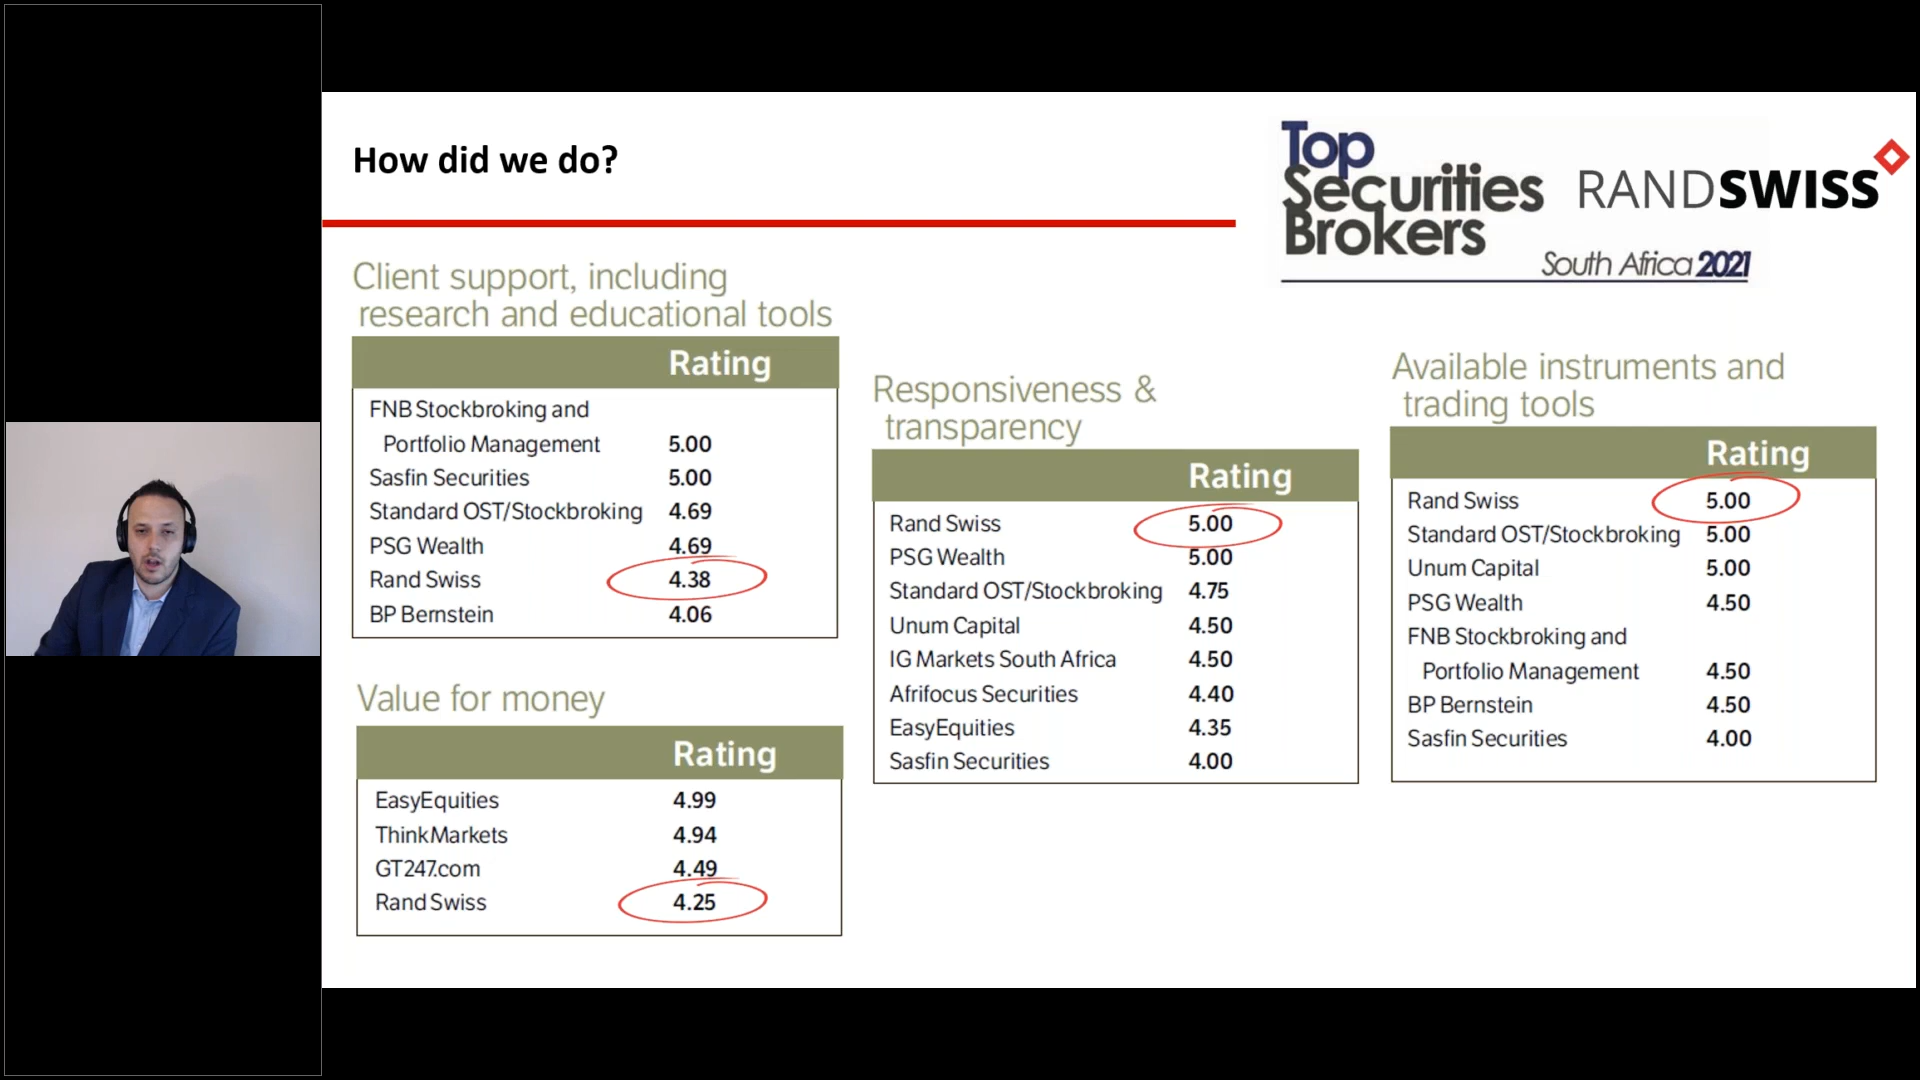 How did we do?
Top
Securities
Brokers
South Africa 2021
RANDSWISS
Client support, including
research and educational tools
Rating
FNB Stockbroking and
Portfolio Management 5.00
Sasfin Securities 5.00
Standard OST/Stockbroking 4.69
PSG Wealth 4.69
Rand Swiss 4.38
BP Bernstein 4.06
Value for money
Rating
EasyEquities 4.99
ThinkMarkets 4.94
GT247.com 4.49
Rand Swiss 4.25
Responsiveness &
transparency
Rating
Rand Swiss 5.00
PSG Wealth 5.00
Standard OST/Stockbroking 4.75
Unum Capital 4.50
IG Markets South Africa 4.50
Afrifocus Securities 4.40
EasyEquities 4.35
Sasfin Securities 4.00
Available instruments and
trading tools
Rating
Rand Swiss 5.00
Standard OST/Stockbroking 5.00
Unum Capital 5.00
PSG Wealth 4.50
FNB Stockbroking and
Portfolio Management 4.50
BP Bernstein 4.50
Sasfin Securities 4.00